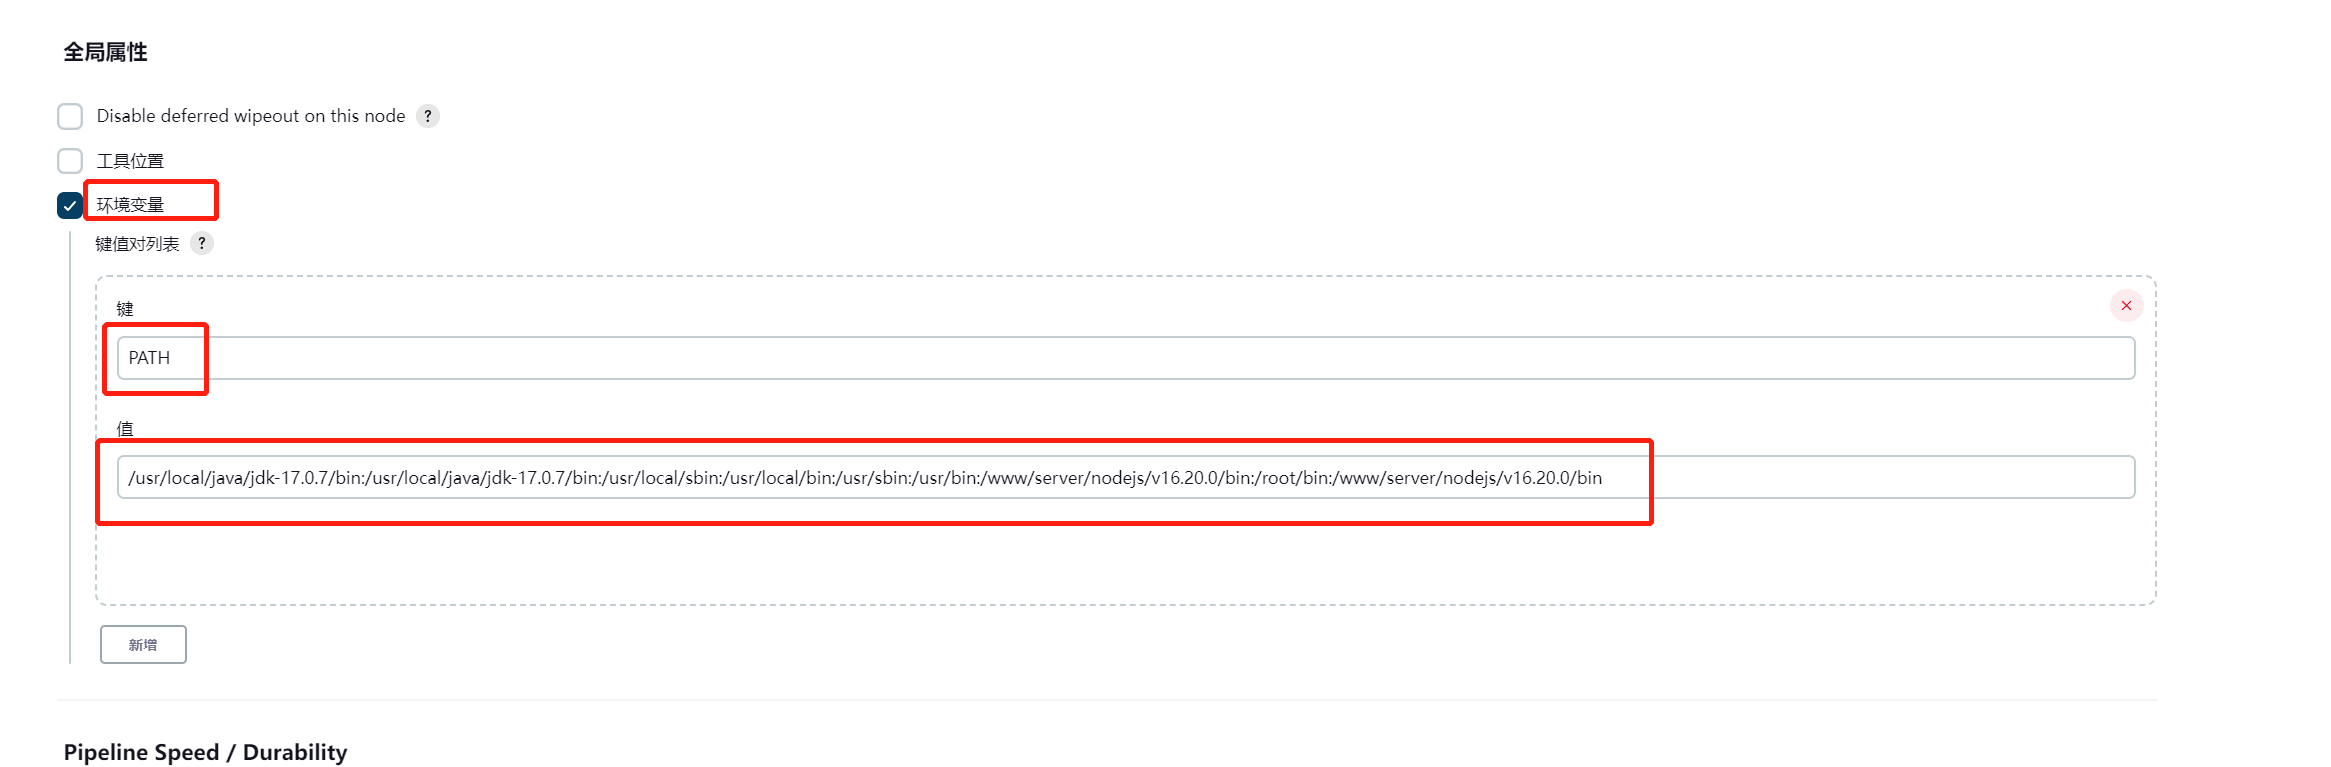 全局属性
Disable deferred wipeout on this node ?
工具位置
环境变量
键值对列表 ?
键
PATH
值
/usr/local/java/jdk-17.0.7/bin:/usr/local/java/jdk-17.0.7/bin:/usr/local/sbin:/usr/local/bin:/usr/sbin:/usr/bin:/www/server/nodejs/v16.20.0/bin:/root/bin:/www/server/nodejs/v16.20.0/bin
新增
Pipeline Speed / Durability